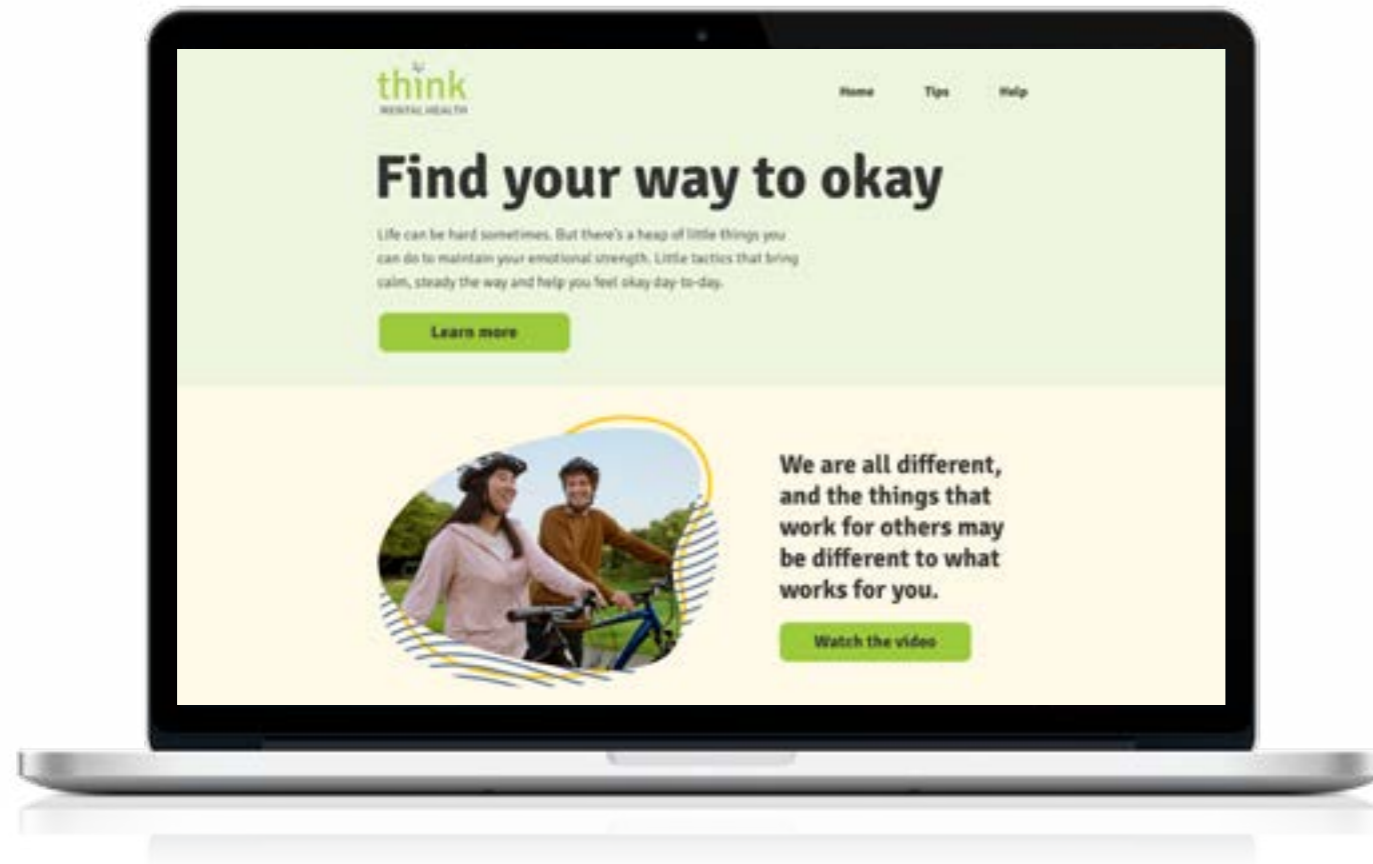 think
MENTAL HEALTH
Home Tips Help
Find your way to okay
Life can be hard sometimes. But there's a heap of little things you
can do to maintain your emotional strength. Little tactics that bring
calm, steady the way and help you feel okay day-to-day.
Learn more
We are all different,
and the things that
work for others may
be different to what
works for you.
Watch the video